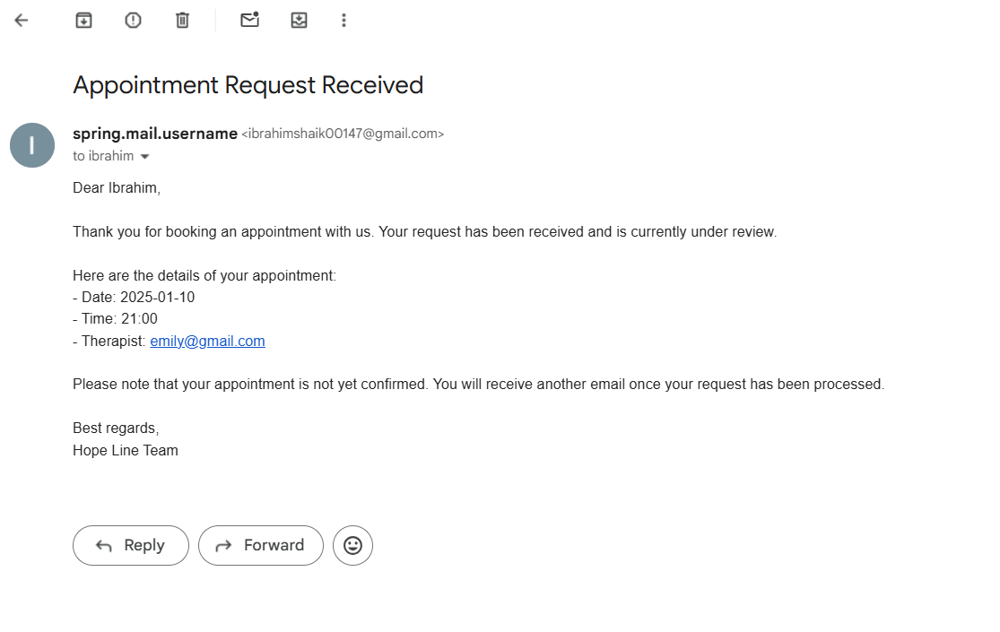 Appointment Request Received
I
spring.mail.username <ibrahimshaik00147@gmail.com>
to ibrahim
Dear Ibrahim,
Thank you for booking an appointment with us. Your request has been received and is currently under review.
Here are the details of your appointment:
- Date: 2025-01-10
- Time: 21:00
- Therapist: emily@gmail.com
Please note that your appointment is not yet confirmed. You will receive another email once your request has been processed.
Best regards,
Hope Line Team
Reply Forward